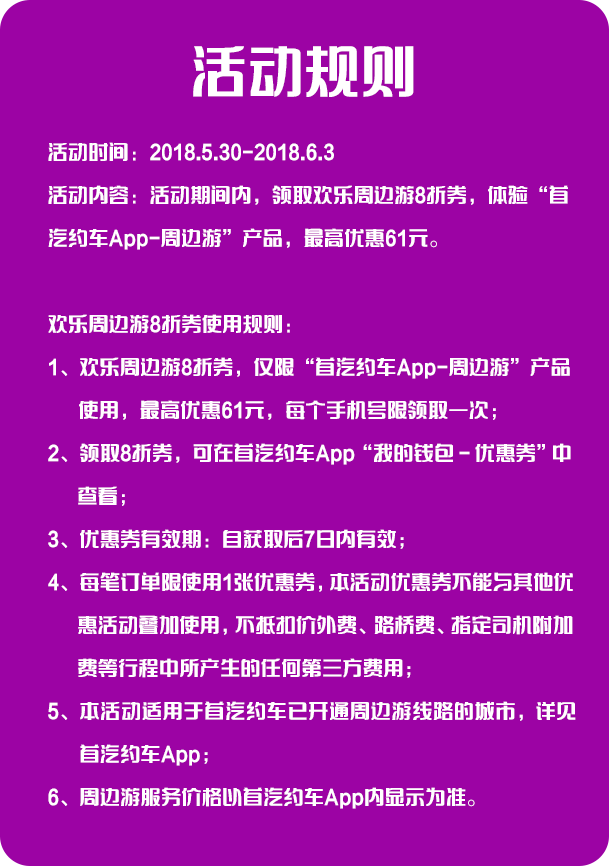 活动规则
活动时间：2018.5.30-2018.6.3
活动内容：活动期间内，领取欢乐周边游8折券，体验“首
汽约车App-周边游”产品，最高优惠61元。
欢乐周边游8折券使用规则：
1、欢乐周边游8折券，仅限“首汽约车App-周边游”产品
使用，最高优惠61元，每个手机号限领取一次；
2、领取8折券，可在首汽约车App“我的钱包-优惠券”中
查看；
3、优惠券有效期：自获取后7日内有效；
4、每笔订单限使用1张优惠券，本活动优惠券不能与其他优
惠活动叠加使用，不抵扣价外费、路桥费、指定司机附加
费等行程中所产生的任何第三方费用；
5、本活动适用于首汽约车已开通周边游线路的城市，详见
首汽约车App；
6、周边游服务价格以首汽约车App内显示为准。